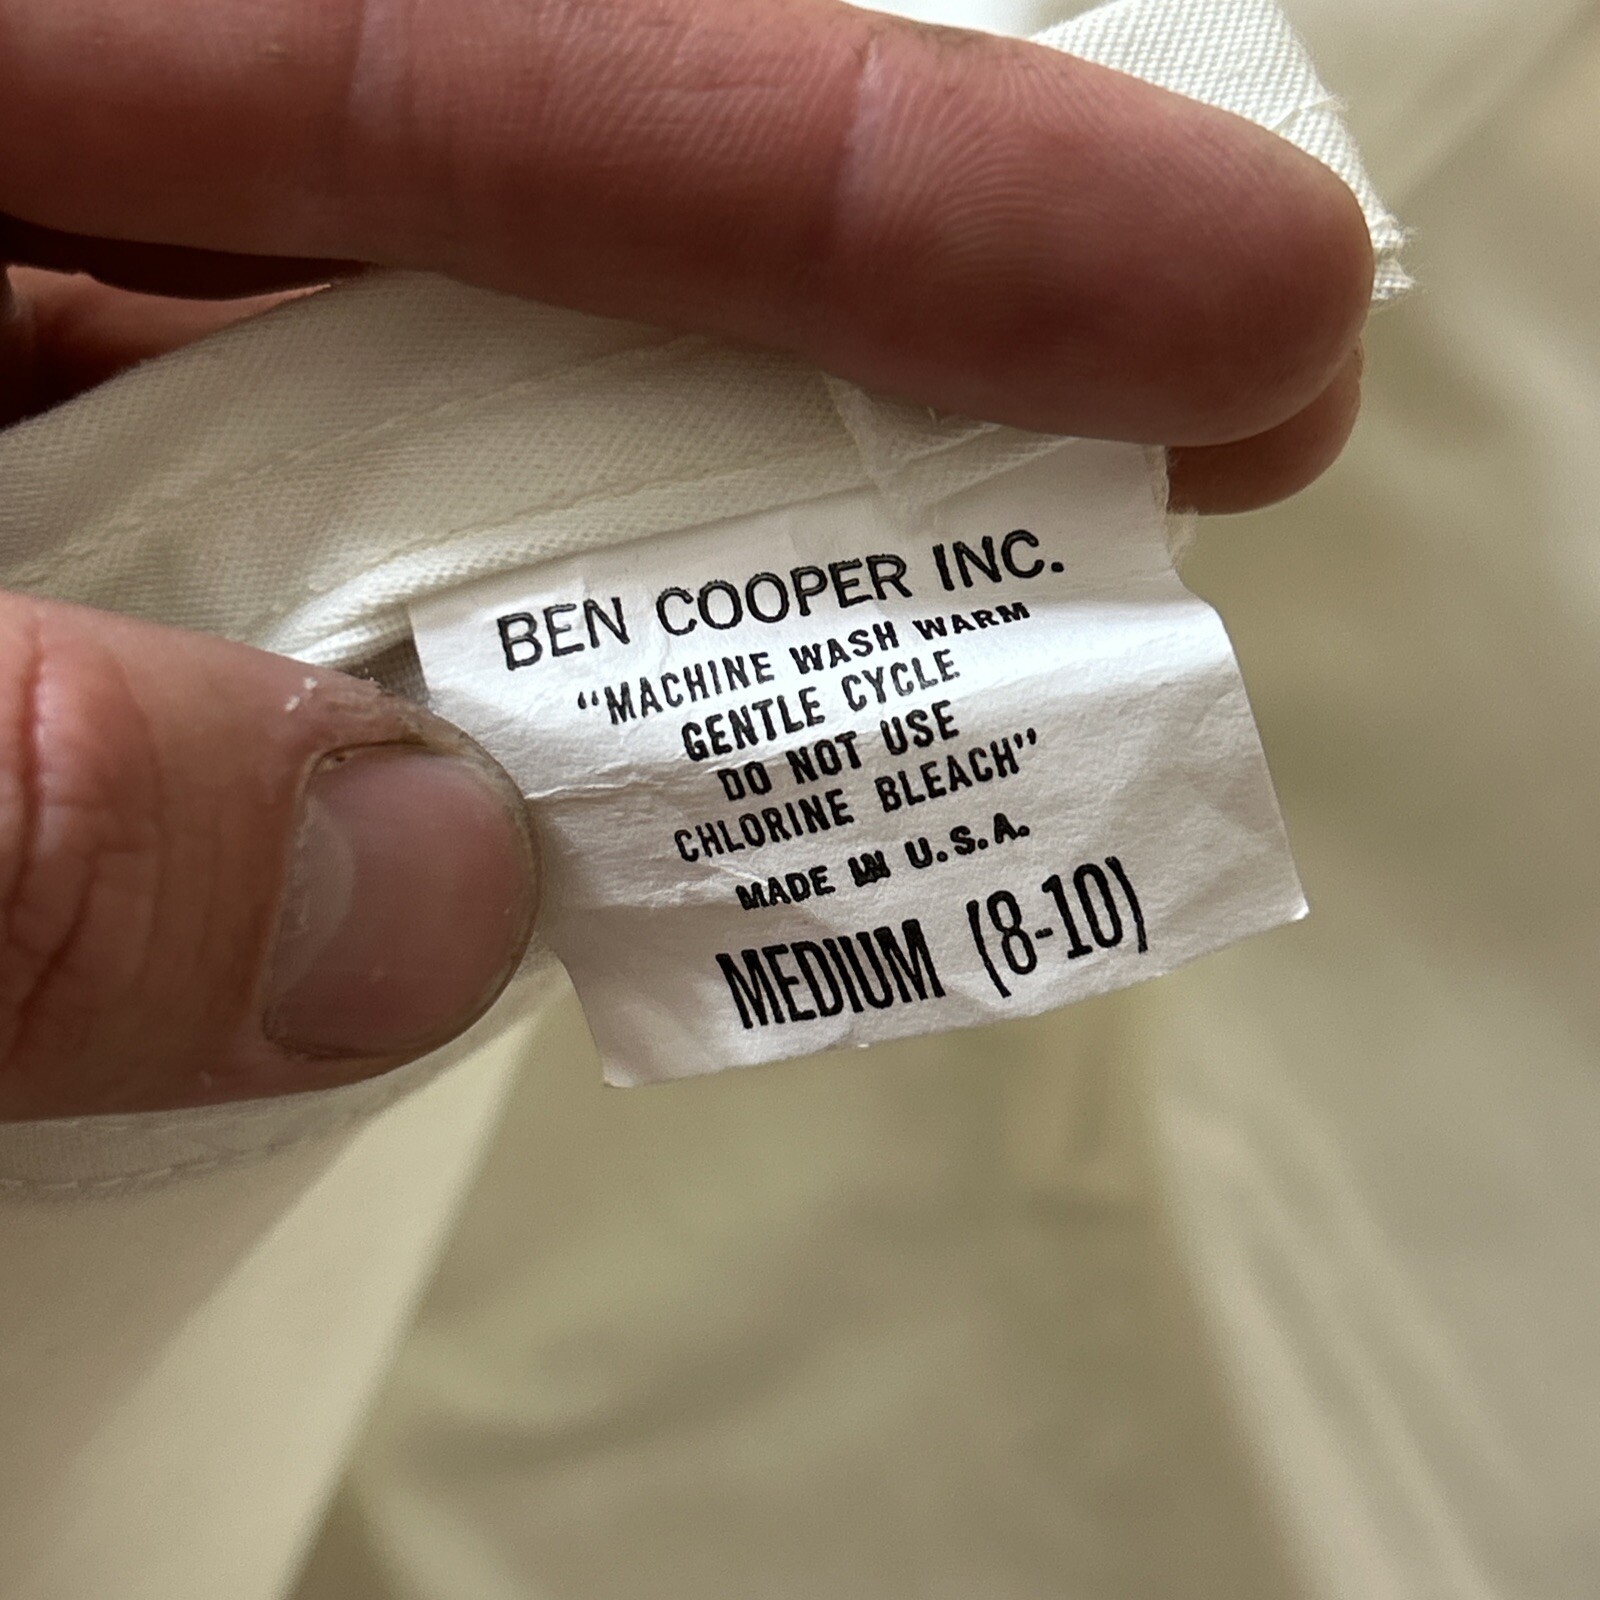 BEN COOPER INC.
“MACHINE WASH WARM
GENTLE CYCLE
DO NOT USE
CHLORINE BLEACH”
MADE IN U.S.A.
MEDIUM (8-10)